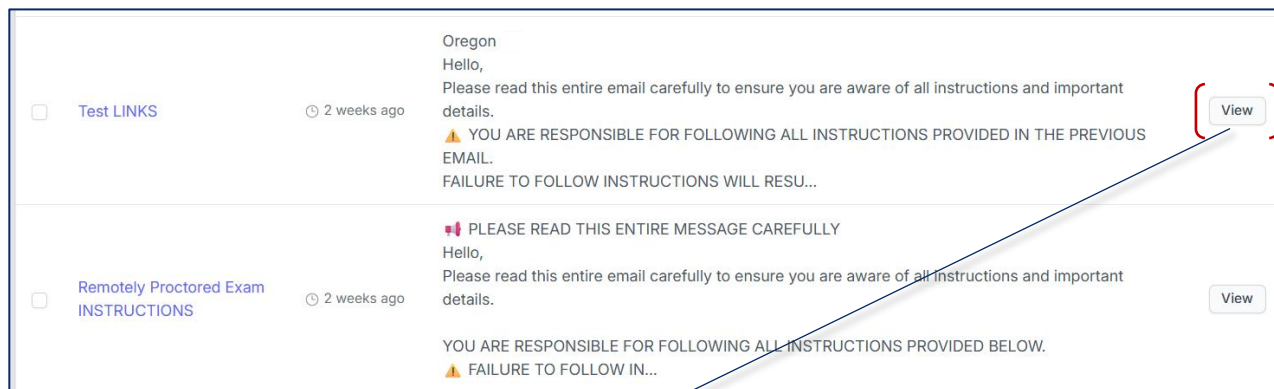 Oregon
Hello,
Please read this entire email carefully to ensure you are aware of all instructions and important
Test LINKS
2 weeks ago
details.
View
⚠ YOU ARE RESPONSIBLE FOR FOLLOWING ALL INSTRUCTIONS PROVIDED IN THE PREVIOUS
EMAIL.
FAILURE TO FOLLOW INSTRUCTIONS WILL RESU...
📢 PLEASE READ THIS ENTIRE MESSAGE CAREFULLY
Hello,
Please read this entire email carefully to ensure you are aware of all instructions and important
Remotely Proctored Exam
INSTRUCTIONS
2 weeks ago
details.
View
YOU ARE RESPONSIBLE FOR FOLLOWING ALL INSTRUCTIONS PROVIDED BELOW.
⚠ FAILURE TO FOLLOW IN...